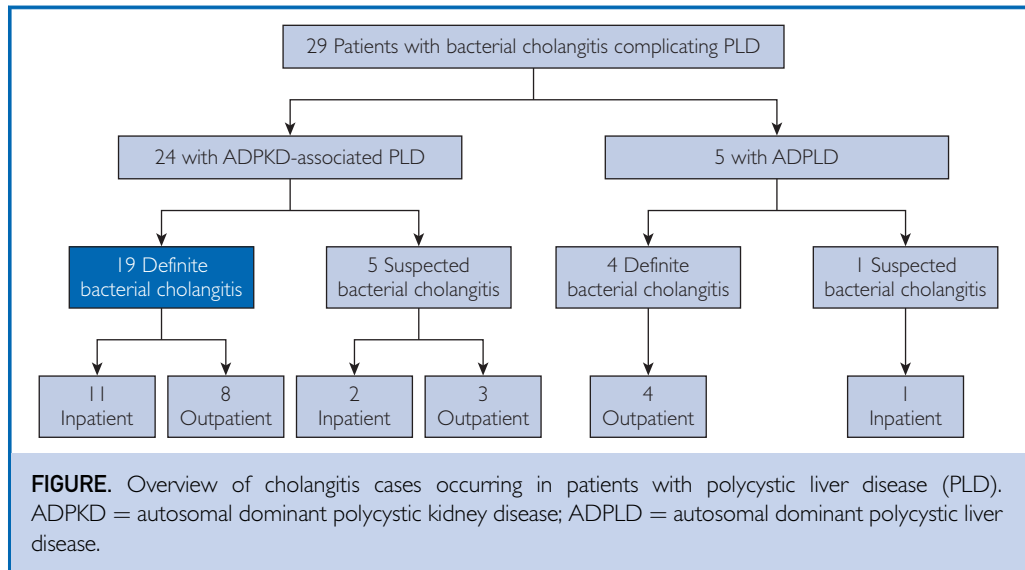 29 Patients with bacterial cholangitis complicating PLD
24 with ADPKD-associated PLD
5 with ADPLD
19 Definite
bacterial cholangitis
5 Suspected
bacterial cholangitis
4 Definite
bacterial cholangitis
1 Suspected
bacterial cholangitis
11
Inpatient
8
Outpatient
2
Inpatient
3
Outpatient
4
Outpatient
1
Inpatient
FIGURE. Overview of cholangitis cases occurring in patients with polycystic liver disease (PLD).
ADPKD = autosomal dominant polycystic kidney disease; ADPLD = autosomal dominant polycystic liver
disease.